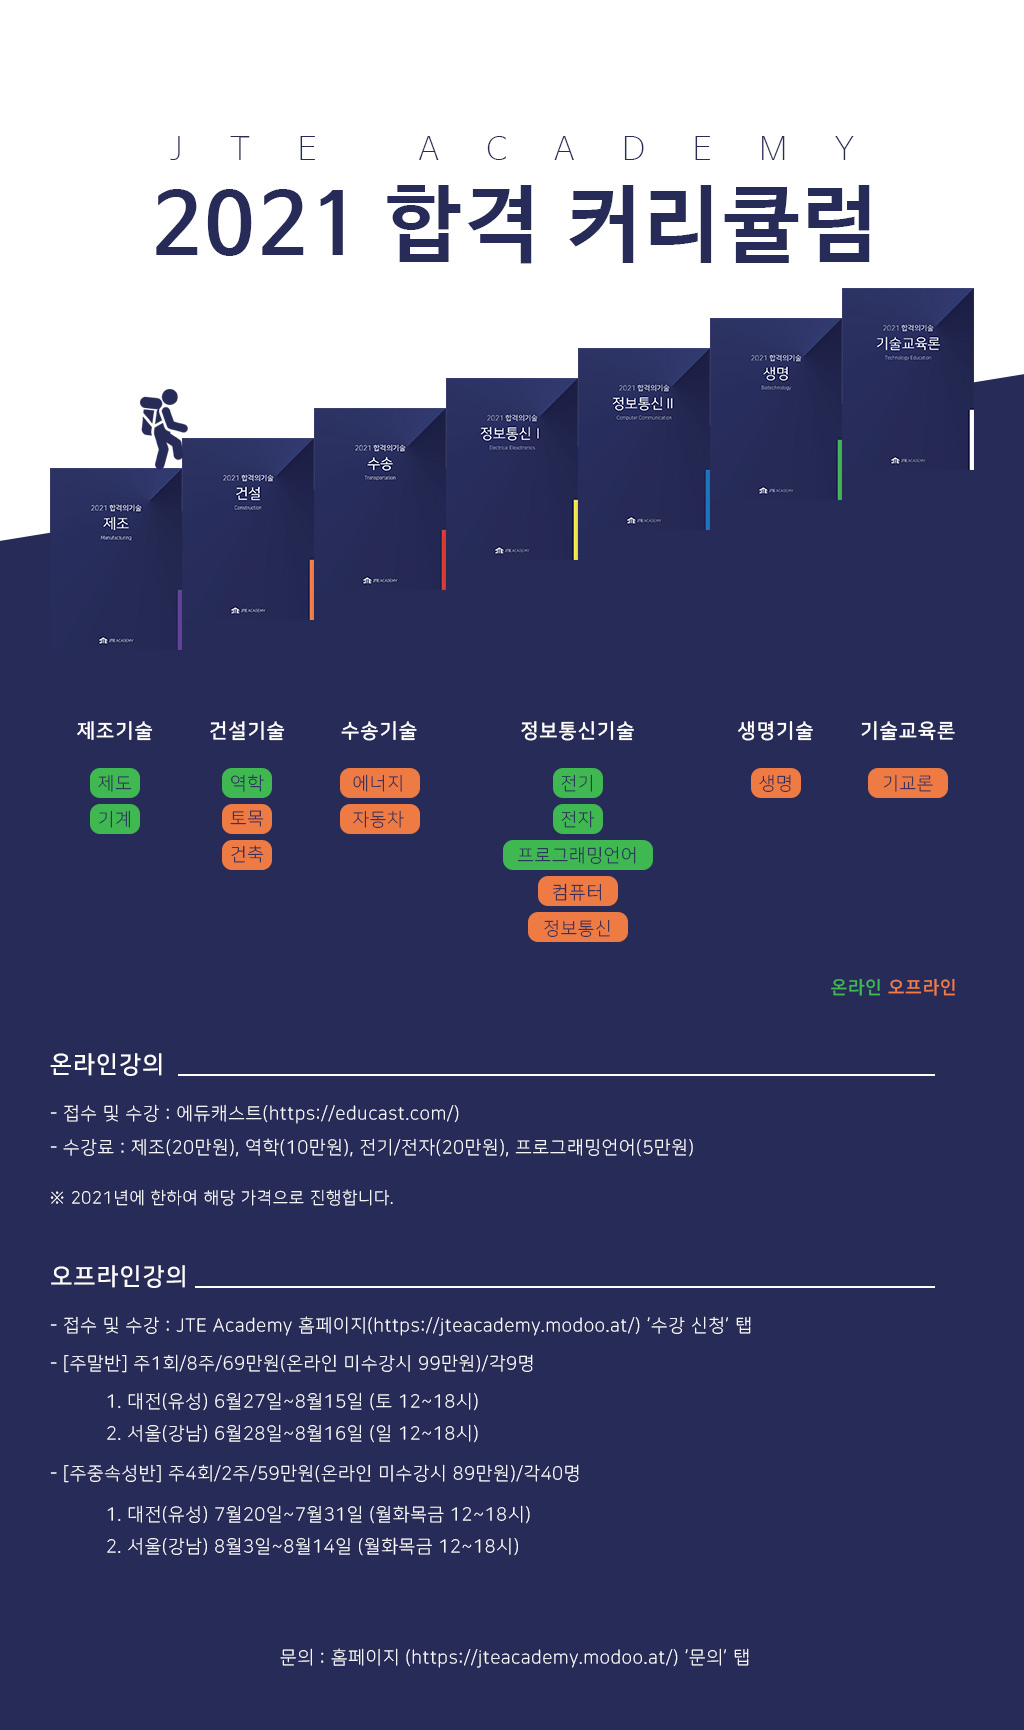 JTE ACADEMY
2021 합격 커리큘럼
2021 합격의기술
기술교육론
Technology Education
JTE ACADEMY
2021 합격의기술
생명
Biotechnology
JTE ACADEMY
2021 합격의기술
정보통신 II
Computer Communication
JTE ACADEMY
2021 합격의기술
정보통신 I
JTE ACADEMY
2021 합격의기술
수송
Transportation
JTE ACADEMY
2021 합격의기술
건설
Construction
JTE ACADEMY
2021 합격의기술
제조
Manufacturing
JTE ACADEMY
제조기술 건설기술 수송기술 정보통신기술 생명기술 기술교육론
제도 역학 에너지 전기 생명 기교론
기계 토목 자동차 전자
건축 프로그래밍언어
컴퓨터
정보통신
온라인 오프라인
온라인강의
- 접수 및 수강 : 에듀캐스트(https://educast.com/)
- 수강료 : 제조(20만원), 역학(10만원), 전기/전자(20만원), 프로그래밍언어(5만원)
※ 2021년에 한하여 해당 가격으로 진행합니다.
오프라인강의
- 접수 및 수강 : JTE Academy 홈페이지(https://jteacademy.modoo.at/) ‘수강 신청’ 탭
- [주말반] 주1회/8주/69만원(온라인 미수강시 99만원)/각9명
1. 대전(유성) 6월27일~8월15일 (토 12~18시)
2. 서울(강남) 6월28일~8월16일 (일 12~18시)
- [주중속성반] 주4회/2주/59만원(온라인 미수강시 89만원)/각40명
1. 대전(유성) 7월20일~7월31일 (월화목금 12~18시)
2. 서울(강남) 8월3일~8월14일 (월화목금 12~18시)
문의 : 홈페이지 (https://jteacademy.modoo.at/) ‘문의’ 탭